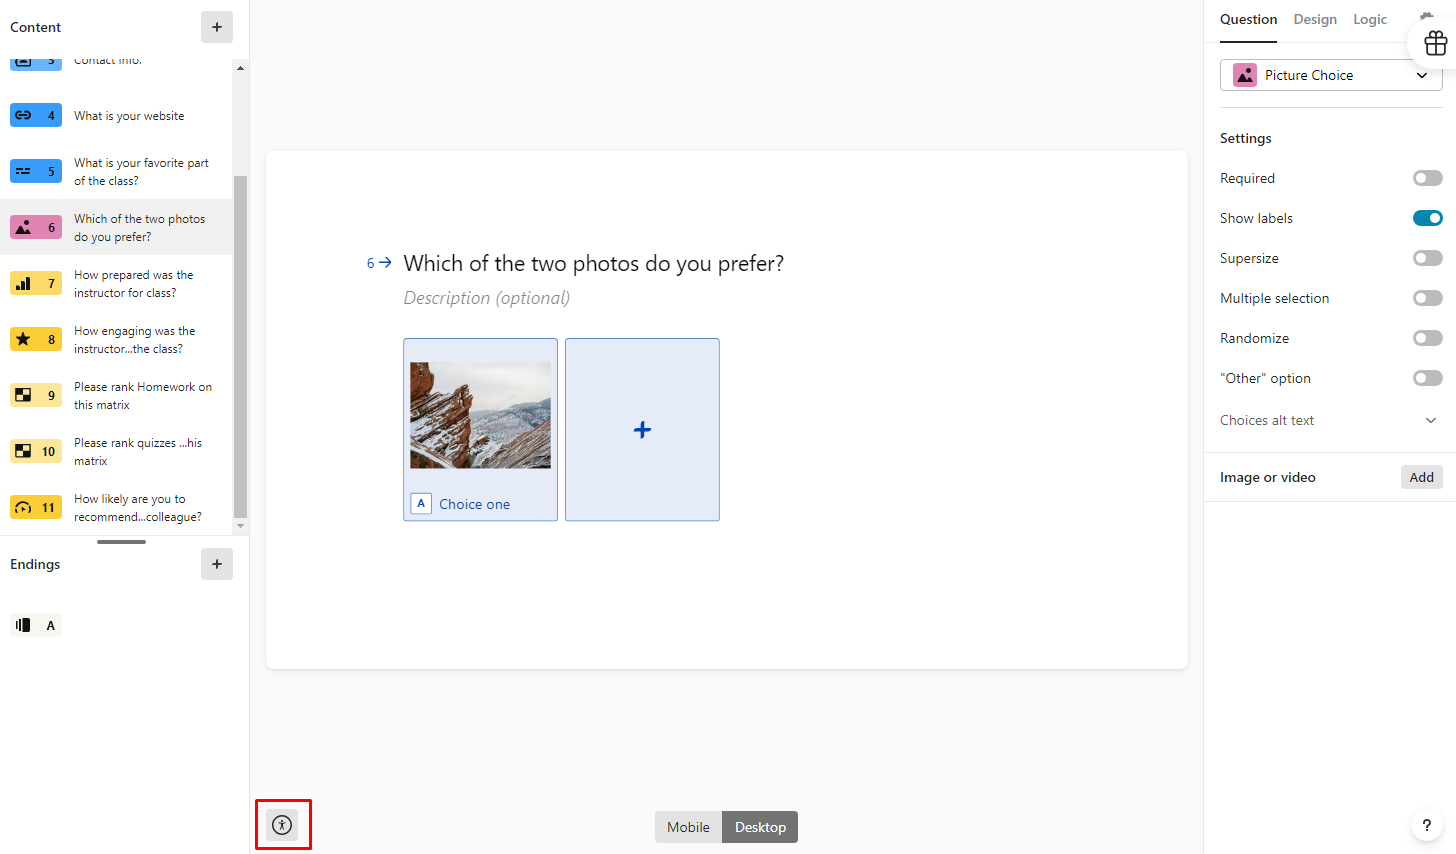 Content
+
3 Contact info.
4 What is your website
5 What is your favorite part
of the class?
6 Which of the two photos
do you prefer?
7 How prepared was the
instructor for class?
8 How engaging was the
instructor...the class?
9 Please rank Homework on
this matrix
10 Please rank quizzes ...his
matrix
11 How likely are you to
recommend...colleague?
Endings
+
A
6 Which of the two photos do you prefer?
Description (optional)
A Choice one
+
Mobile Desktop
Question Design Logic
Picture Choice
Settings
Required
Show labels
Supersize
Multiple selection
Randomize
"Other" option
Choices alt text
Image or video Add
?